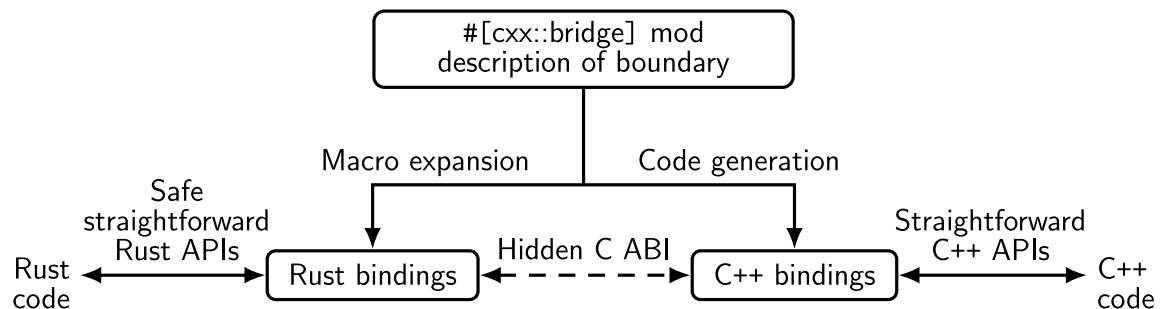 #[cxx::bridge] mod
description of boundary
Macro expansion
Code generation
Safe
straightforward
Rust APIs
Straightforward
C++ APIs
Hidden C ABI
Rust
code
Rust bindings
C++ bindings
C++
code